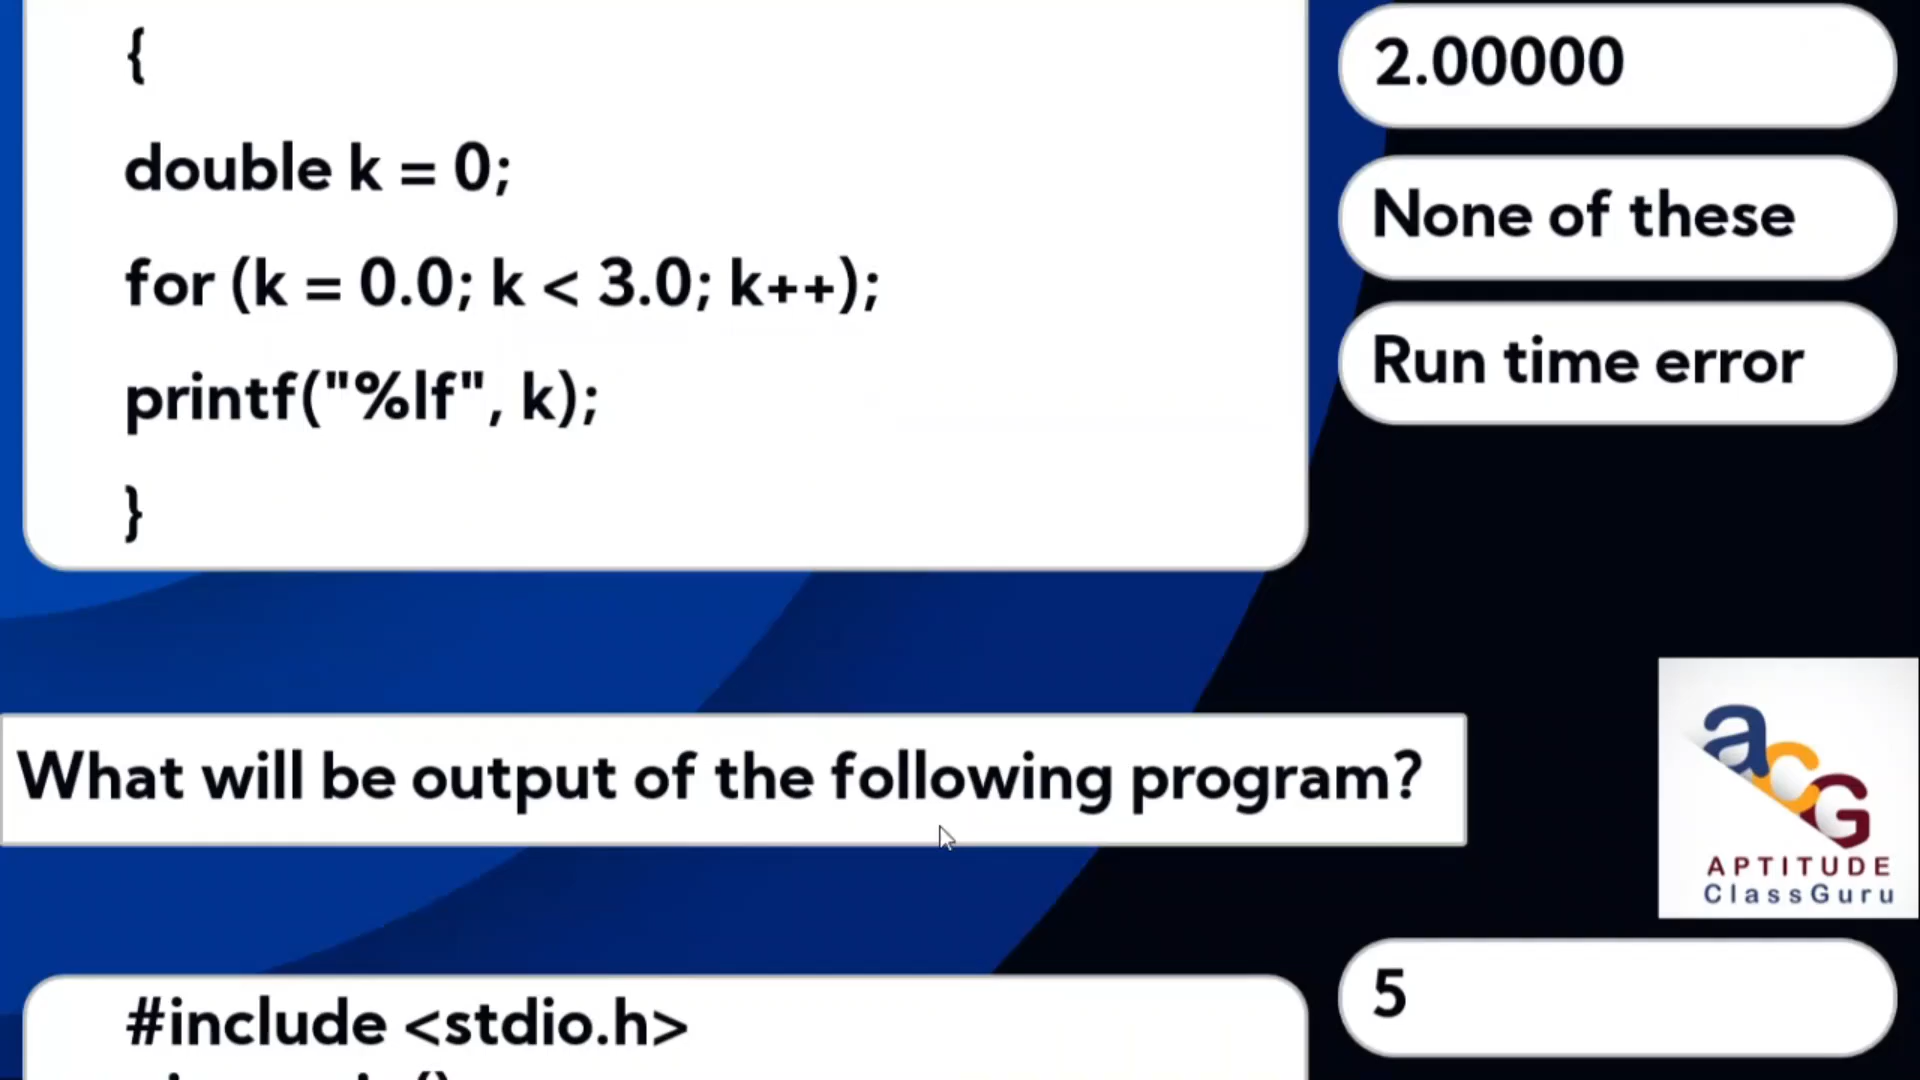 {
double k = 0;
for (k = 0.0; k < 3.0; k++);
printf("%lf", k);
}
2.00000
None of these
Run time error
What will be output of the following program?
acG
APTITUDE
ClassGuru
#include <stdio.h>
5